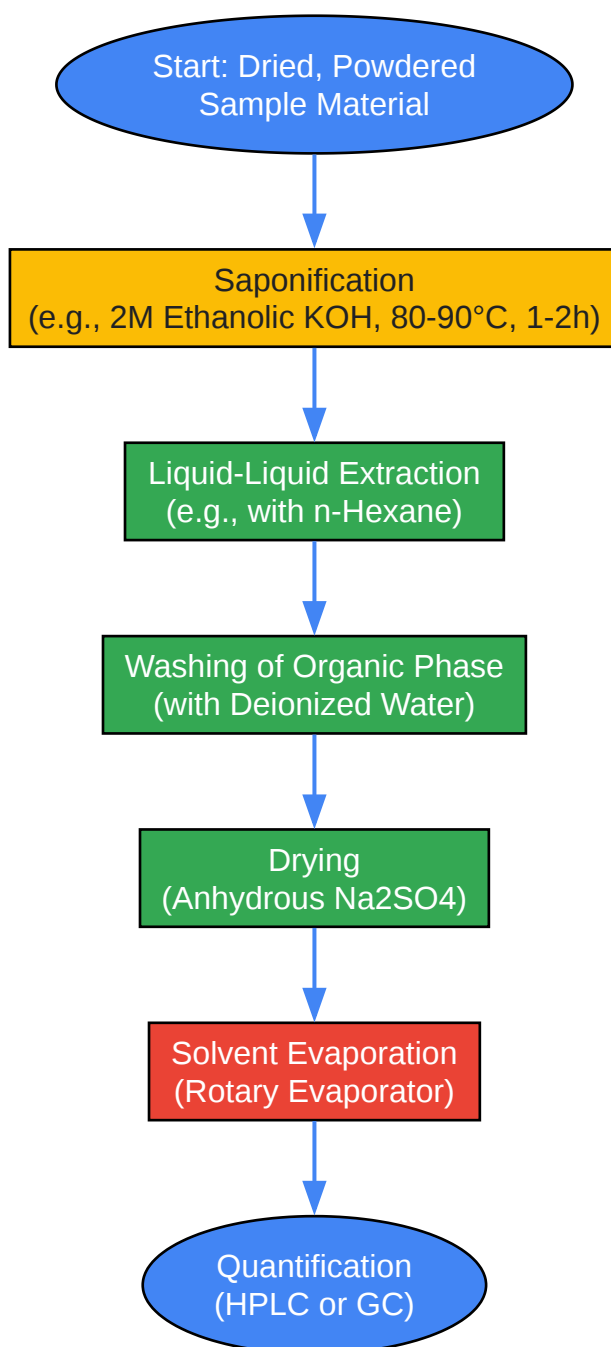 Start: Dried, Powdered
Sample Material
Saponification
(e.g., 2M Ethanolic KOH, 80-90°C, 1-2h)
Liquid-Liquid Extraction
(e.g., with n-Hexane)
Washing of Organic Phase
(with Deionized Water)
Drying
(Anhydrous Na2SO4)
Solvent Evaporation
(Rotary Evaporator)
Quantification
(HPLC or GC)